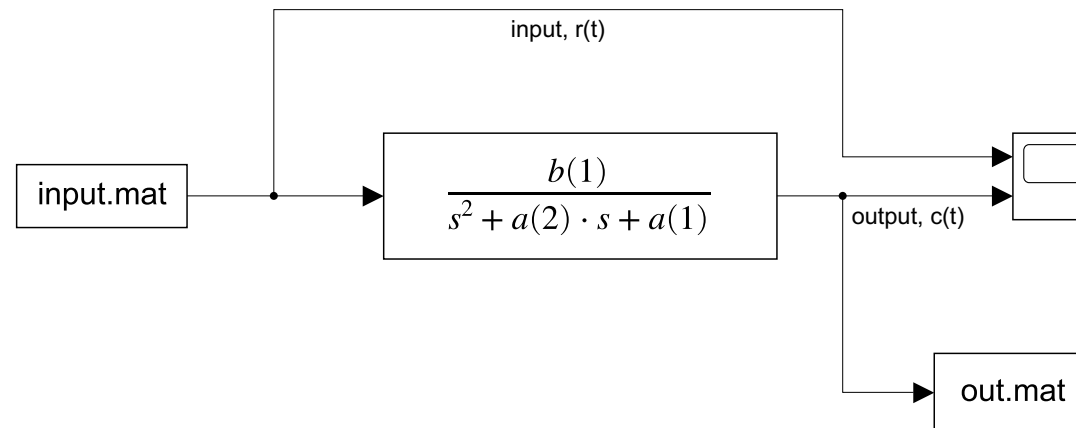 input, r(t)
input.mat
b(1)
s² + a(2) · s + a(1)
output, c(t)
out.mat